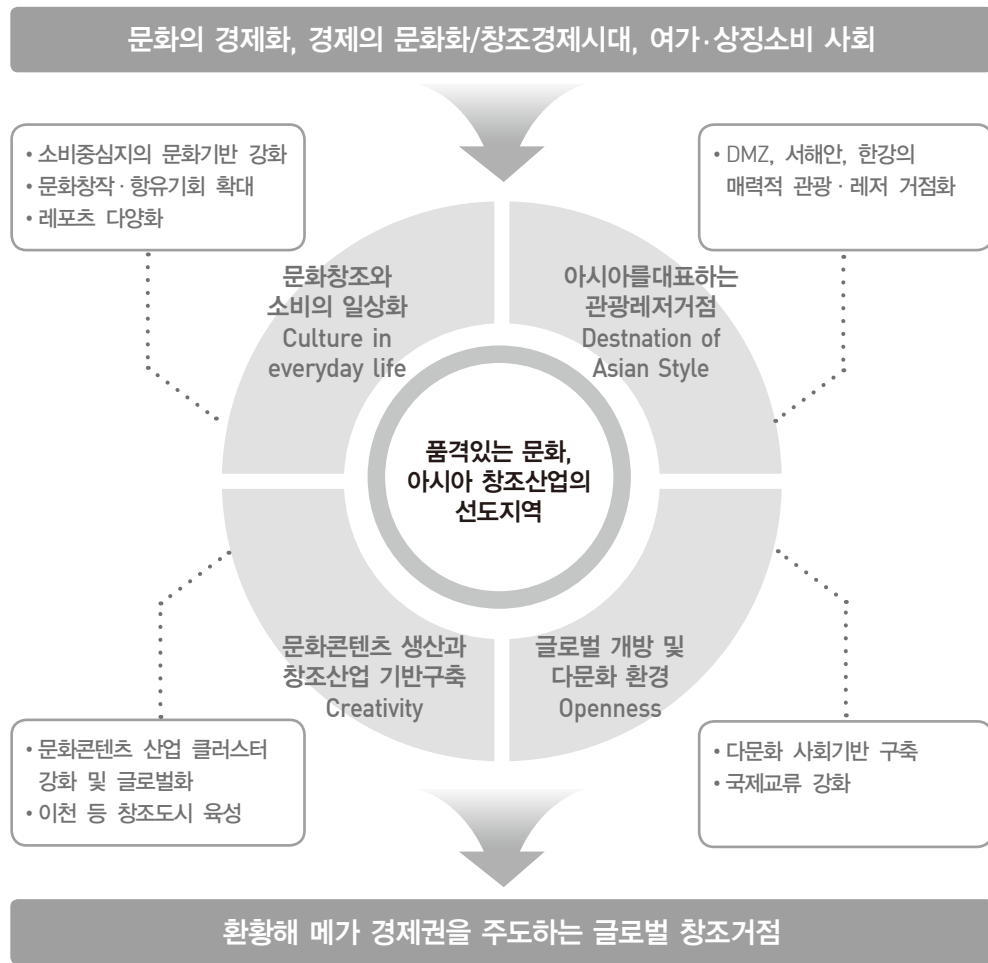 문화의 경제화, 경제의 문화화/창조경제시대, 여가·상징소비 사회
• 소비중심지의 문화기반 강화
• 문화창작·향유기회 확대
• 레포츠 다양화
• DMZ, 서해안, 한강의
매력적 관광·레저 거점화
문화창조와
소비의 일상화
Culture in
everyday life
아시아를대표하는
관광레저거점
Destnation of
Asian Style
품격있는 문화,
아시아 창조산업의
선도지역
문화콘텐츠 생산과
창조산업 기반구축
Creativity
글로벌 개방 및
다문화 환경
Openness
• 문화콘텐츠 산업 클러스터
강화 및 글로벌화
• 이천 등 창조도시 육성
• 다문화 사회기반 구축
• 국제교류 강화
환황해 메가 경제권을 주도하는 글로벌 창조거점